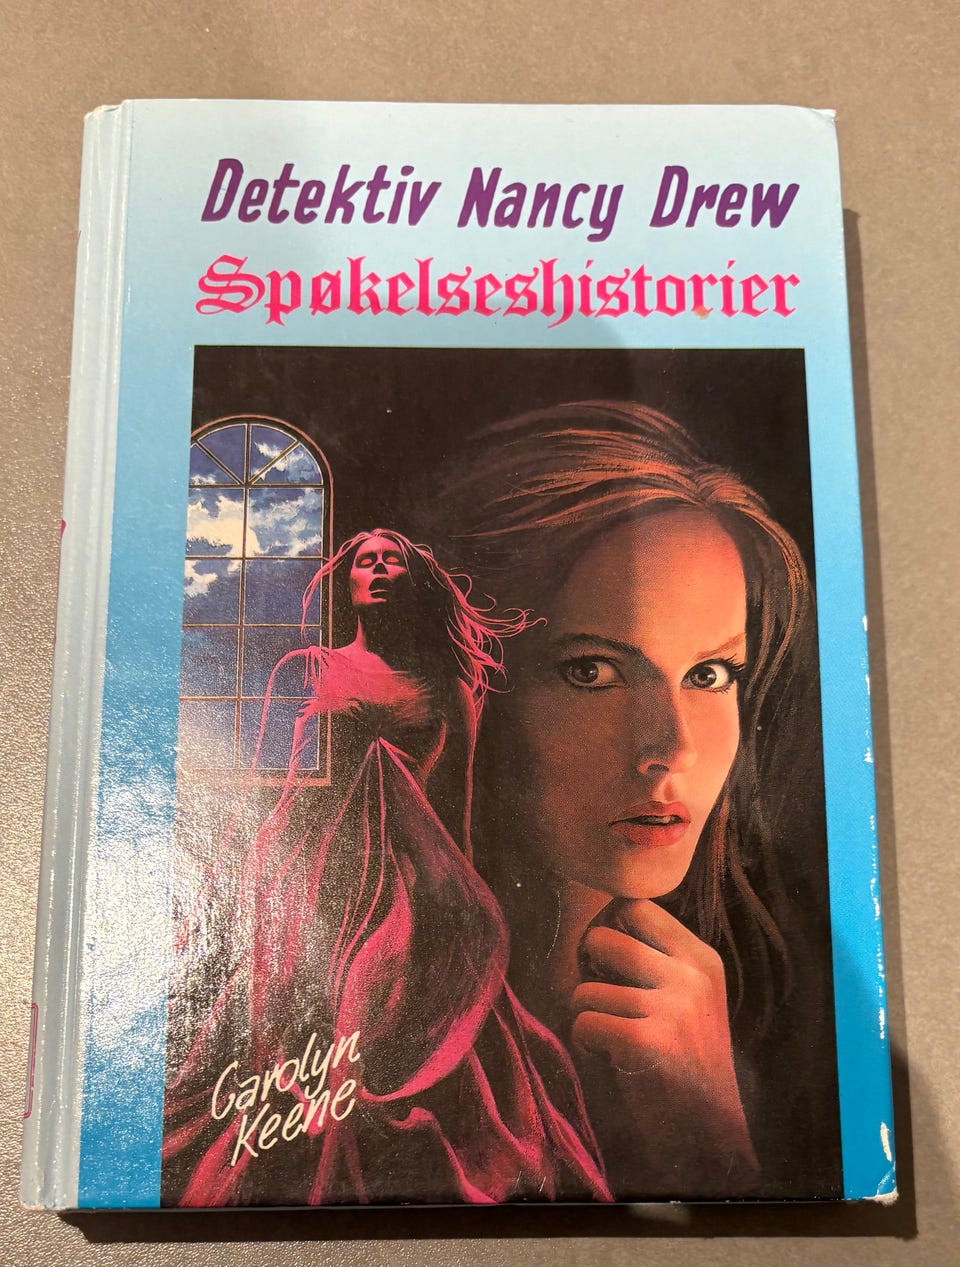 Detektiv Nancy Drew
Spøkelseshistorier
Carolyn
Keene